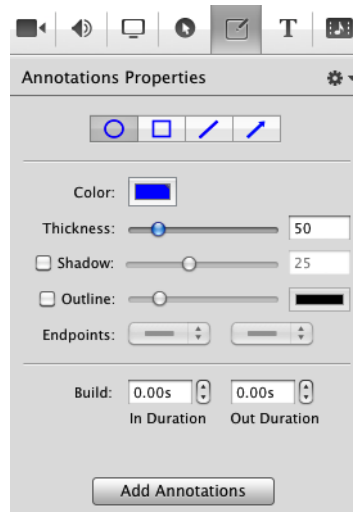 T
Annotations Properties
Color:
Thickness: 50
Shadow: 25
Outline:
Endpoints:
Build: 0.00s 0.00s
In Duration Out Duration
Add Annotations